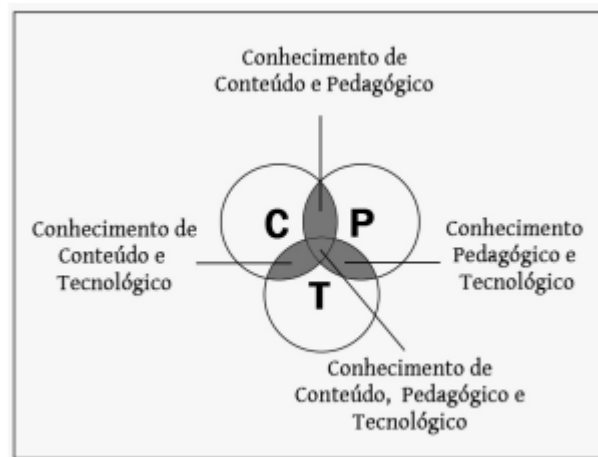 Conhecimento de
Conteúdo e Pedagógico
C
P
Conhecimento de
Conteúdo e
Tecnológico
Conhecimento
Pedagógico e
Tecnológico
T
Conhecimento de
Conteúdo, Pedagógico e
Tecnológico